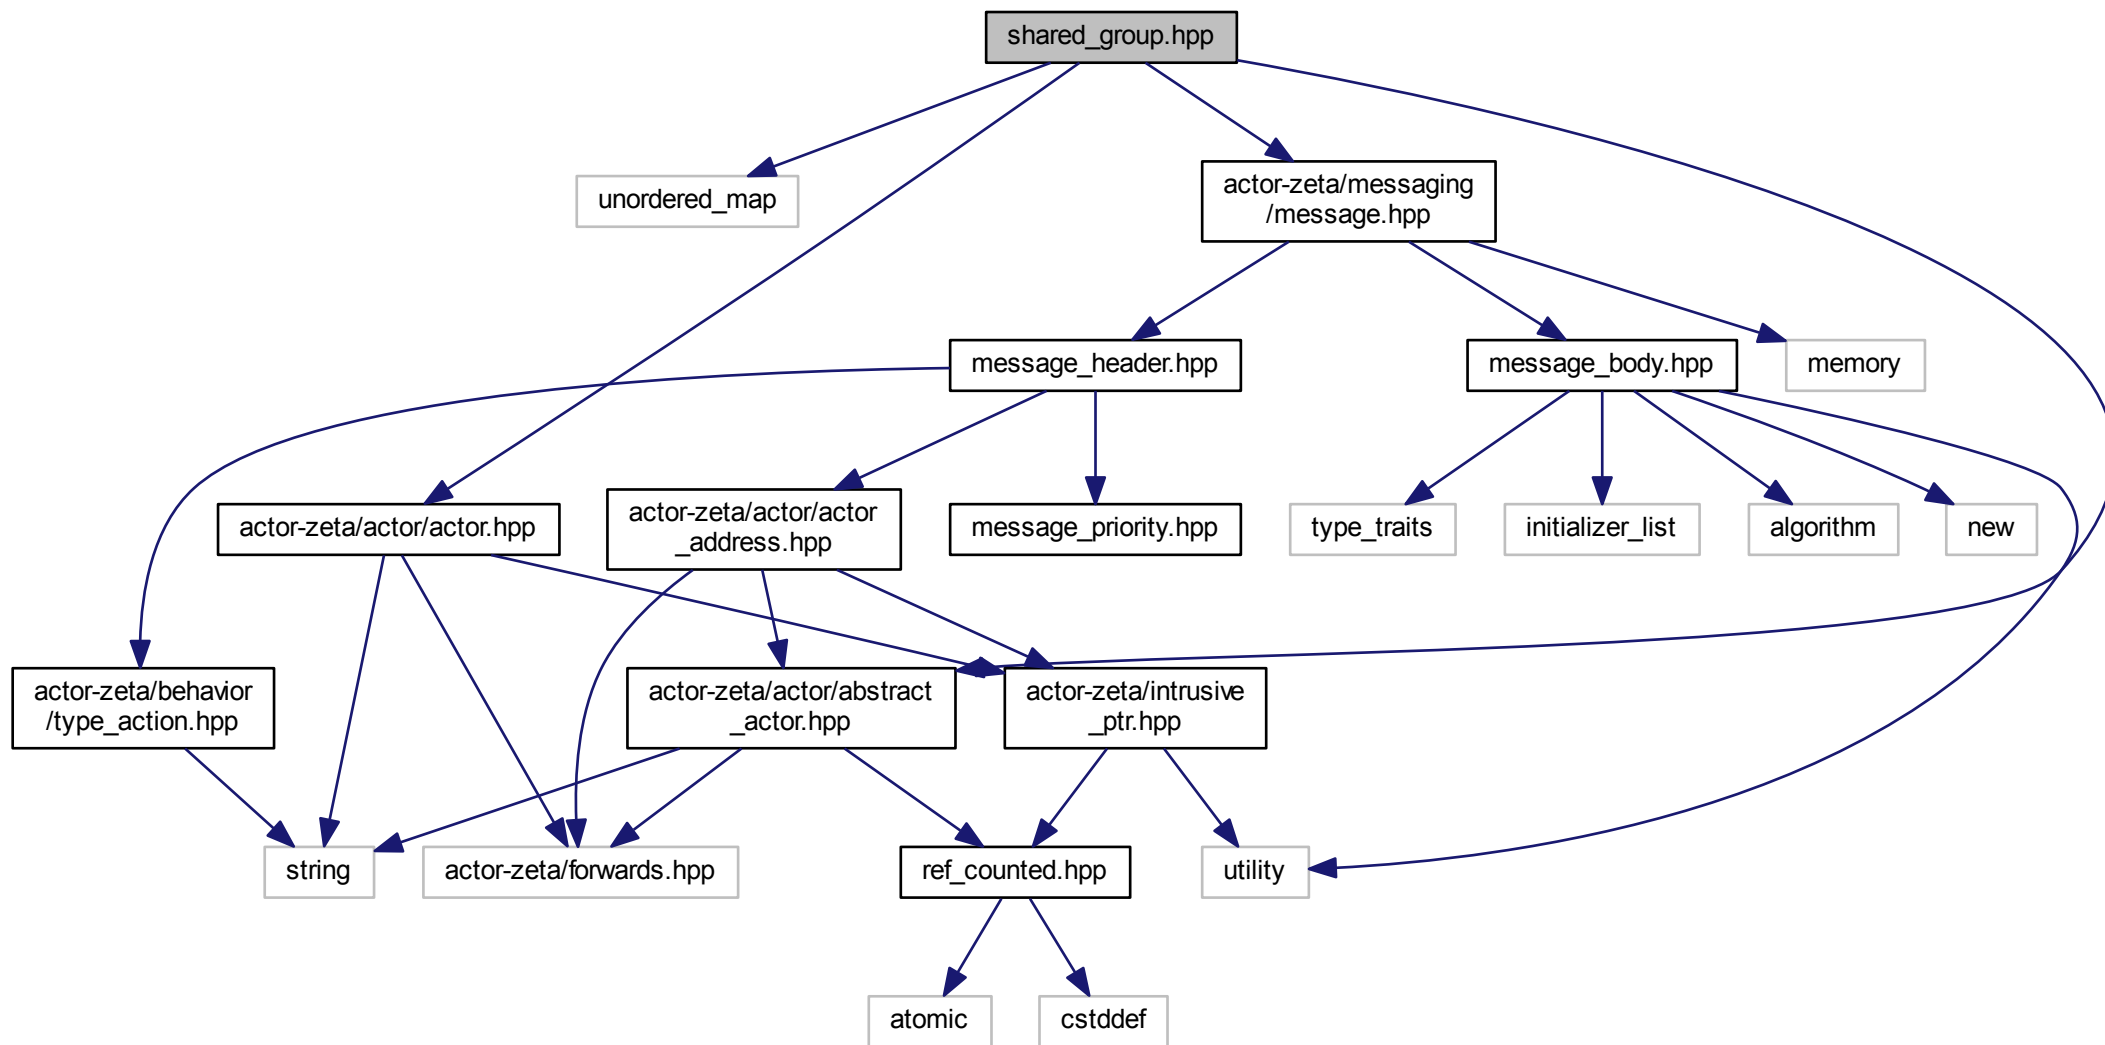 shared_group.hpp
unordered_map
actor-zeta/messaging
/message.hpp
message_header.hpp
message_body.hpp
memory
actor-zeta/actor/actor.hpp
actor-zeta/actor/actor
_address.hpp
message_priority.hpp
type_traits
initializer_list
algorithm
new
actor-zeta/behavior
/type_action.hpp
actor-zeta/actor/abstract
_actor.hpp
actor-zeta/intrusive
_ptr.hpp
string
actor-zeta/forwards.hpp
ref_counted.hpp
utility
atomic
cstddef